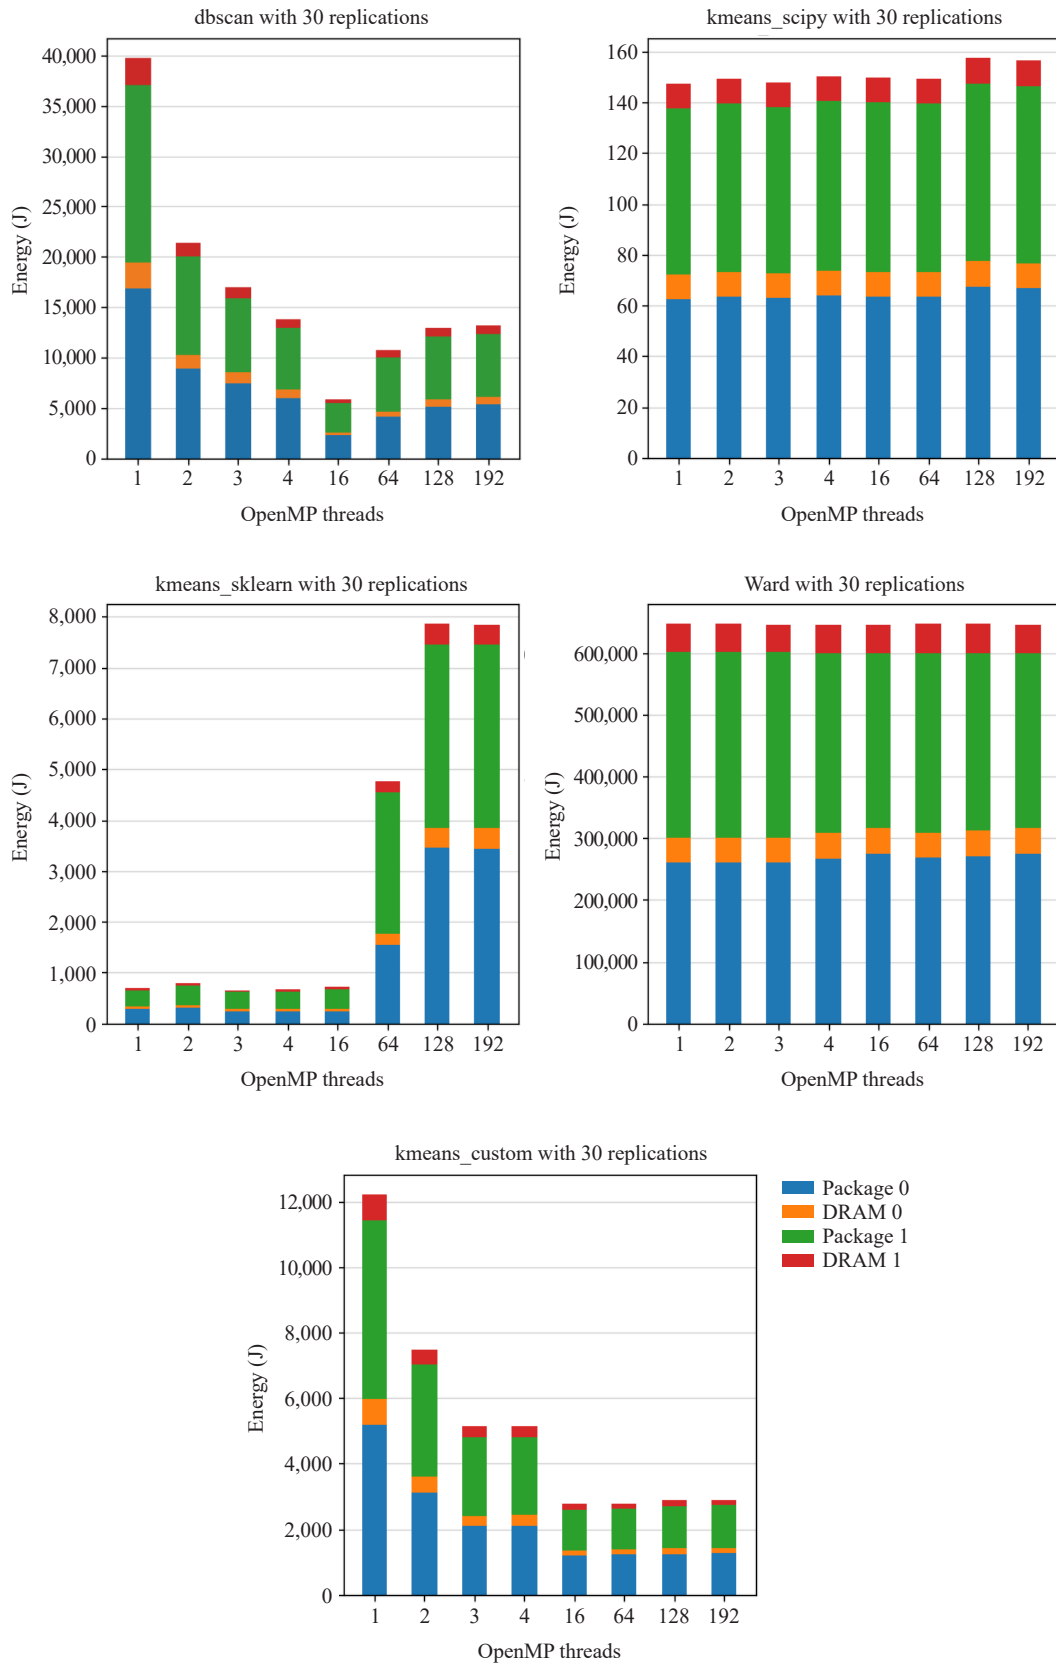 dbscan with 30 replications
40,000
35,000
30,000
25,000
20,000
15,000
10,000
5,000
0
Energy (J)
1 2 3 4 16 64 128 192
OpenMP threads
kmeans_scipy with 30 replications
160
140
120
100
80
60
40
20
0
Energy (J)
1 2 3 4 16 64 128 192
OpenMP threads
kmeans_sklearn with 30 replications
8,000
7,000
6,000
5,000
4,000
3,000
2,000
1,000
0
Energy (J)
1 2 3 4 16 64 128 192
OpenMP threads
Ward with 30 replications
600,000
500,000
400,000
300,000
200,000
100,000
0
Energy (J)
1 2 3 4 16 64 128 192
OpenMP threads
kmeans_custom with 30 replications
12,000
10,000
8,000
6,000
4,000
2,000
0
Energy (J)
1 2 3 4 16 64 128 192
OpenMP threads
Package 0
DRAM 0
Package 1
DRAM 1